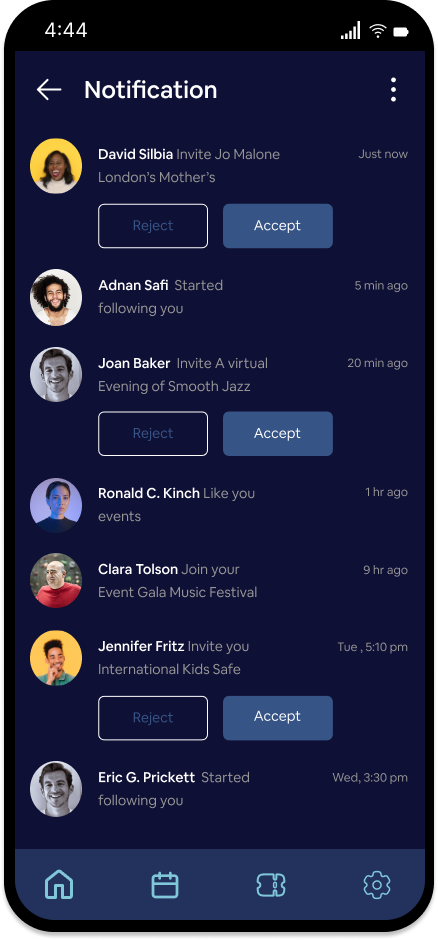 4:44
Notification
David Silbia Invite Jo Malone Just now
London's Mother's
Reject Accept
Adnan Safi Started 5 min ago
following you
Joan Baker Invite A virtual 20 min ago
Evening of Smooth Jazz
Reject Accept
Ronald C. Kinch Like you 1 hr ago
events
Clara Tolson Join your 9 hr ago
Event Gala Music Festival
Jennifer Fritz Invite you Tue , 5:10 pm
International Kids Safe
Reject Accept
Eric G. Prickett Started Wed, 3:30 pm
following you